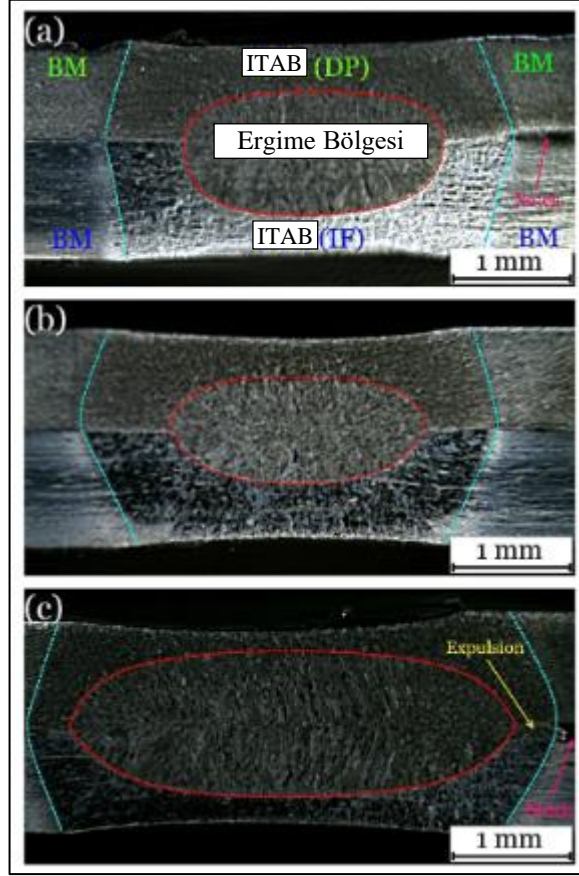 (a)
BM
ITAB (DP)
BM
Ergime Bölgesi
BM
ITAB (IF)
BM
1 mm
(b)
1 mm
(c)
Expulsion
1 mm